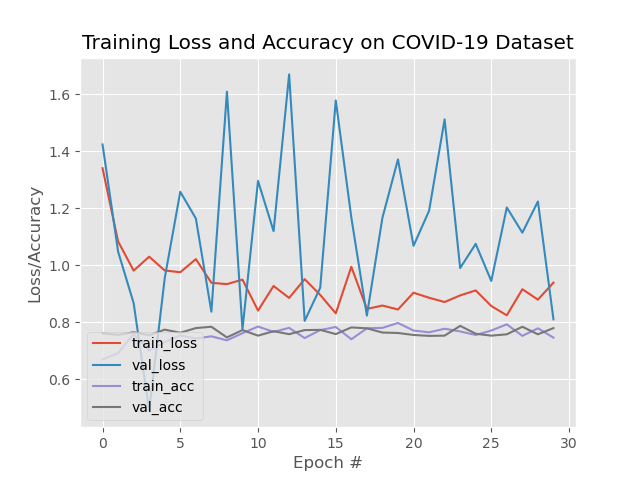 Training Loss and Accuracy on COVID-19 Dataset
1.6
1.4
1.2
1.0
0.8
0.6
Loss/Accuracy
train_loss
val_loss
train_acc
val_acc
0 5 10 15 20 25 30
Epoch #